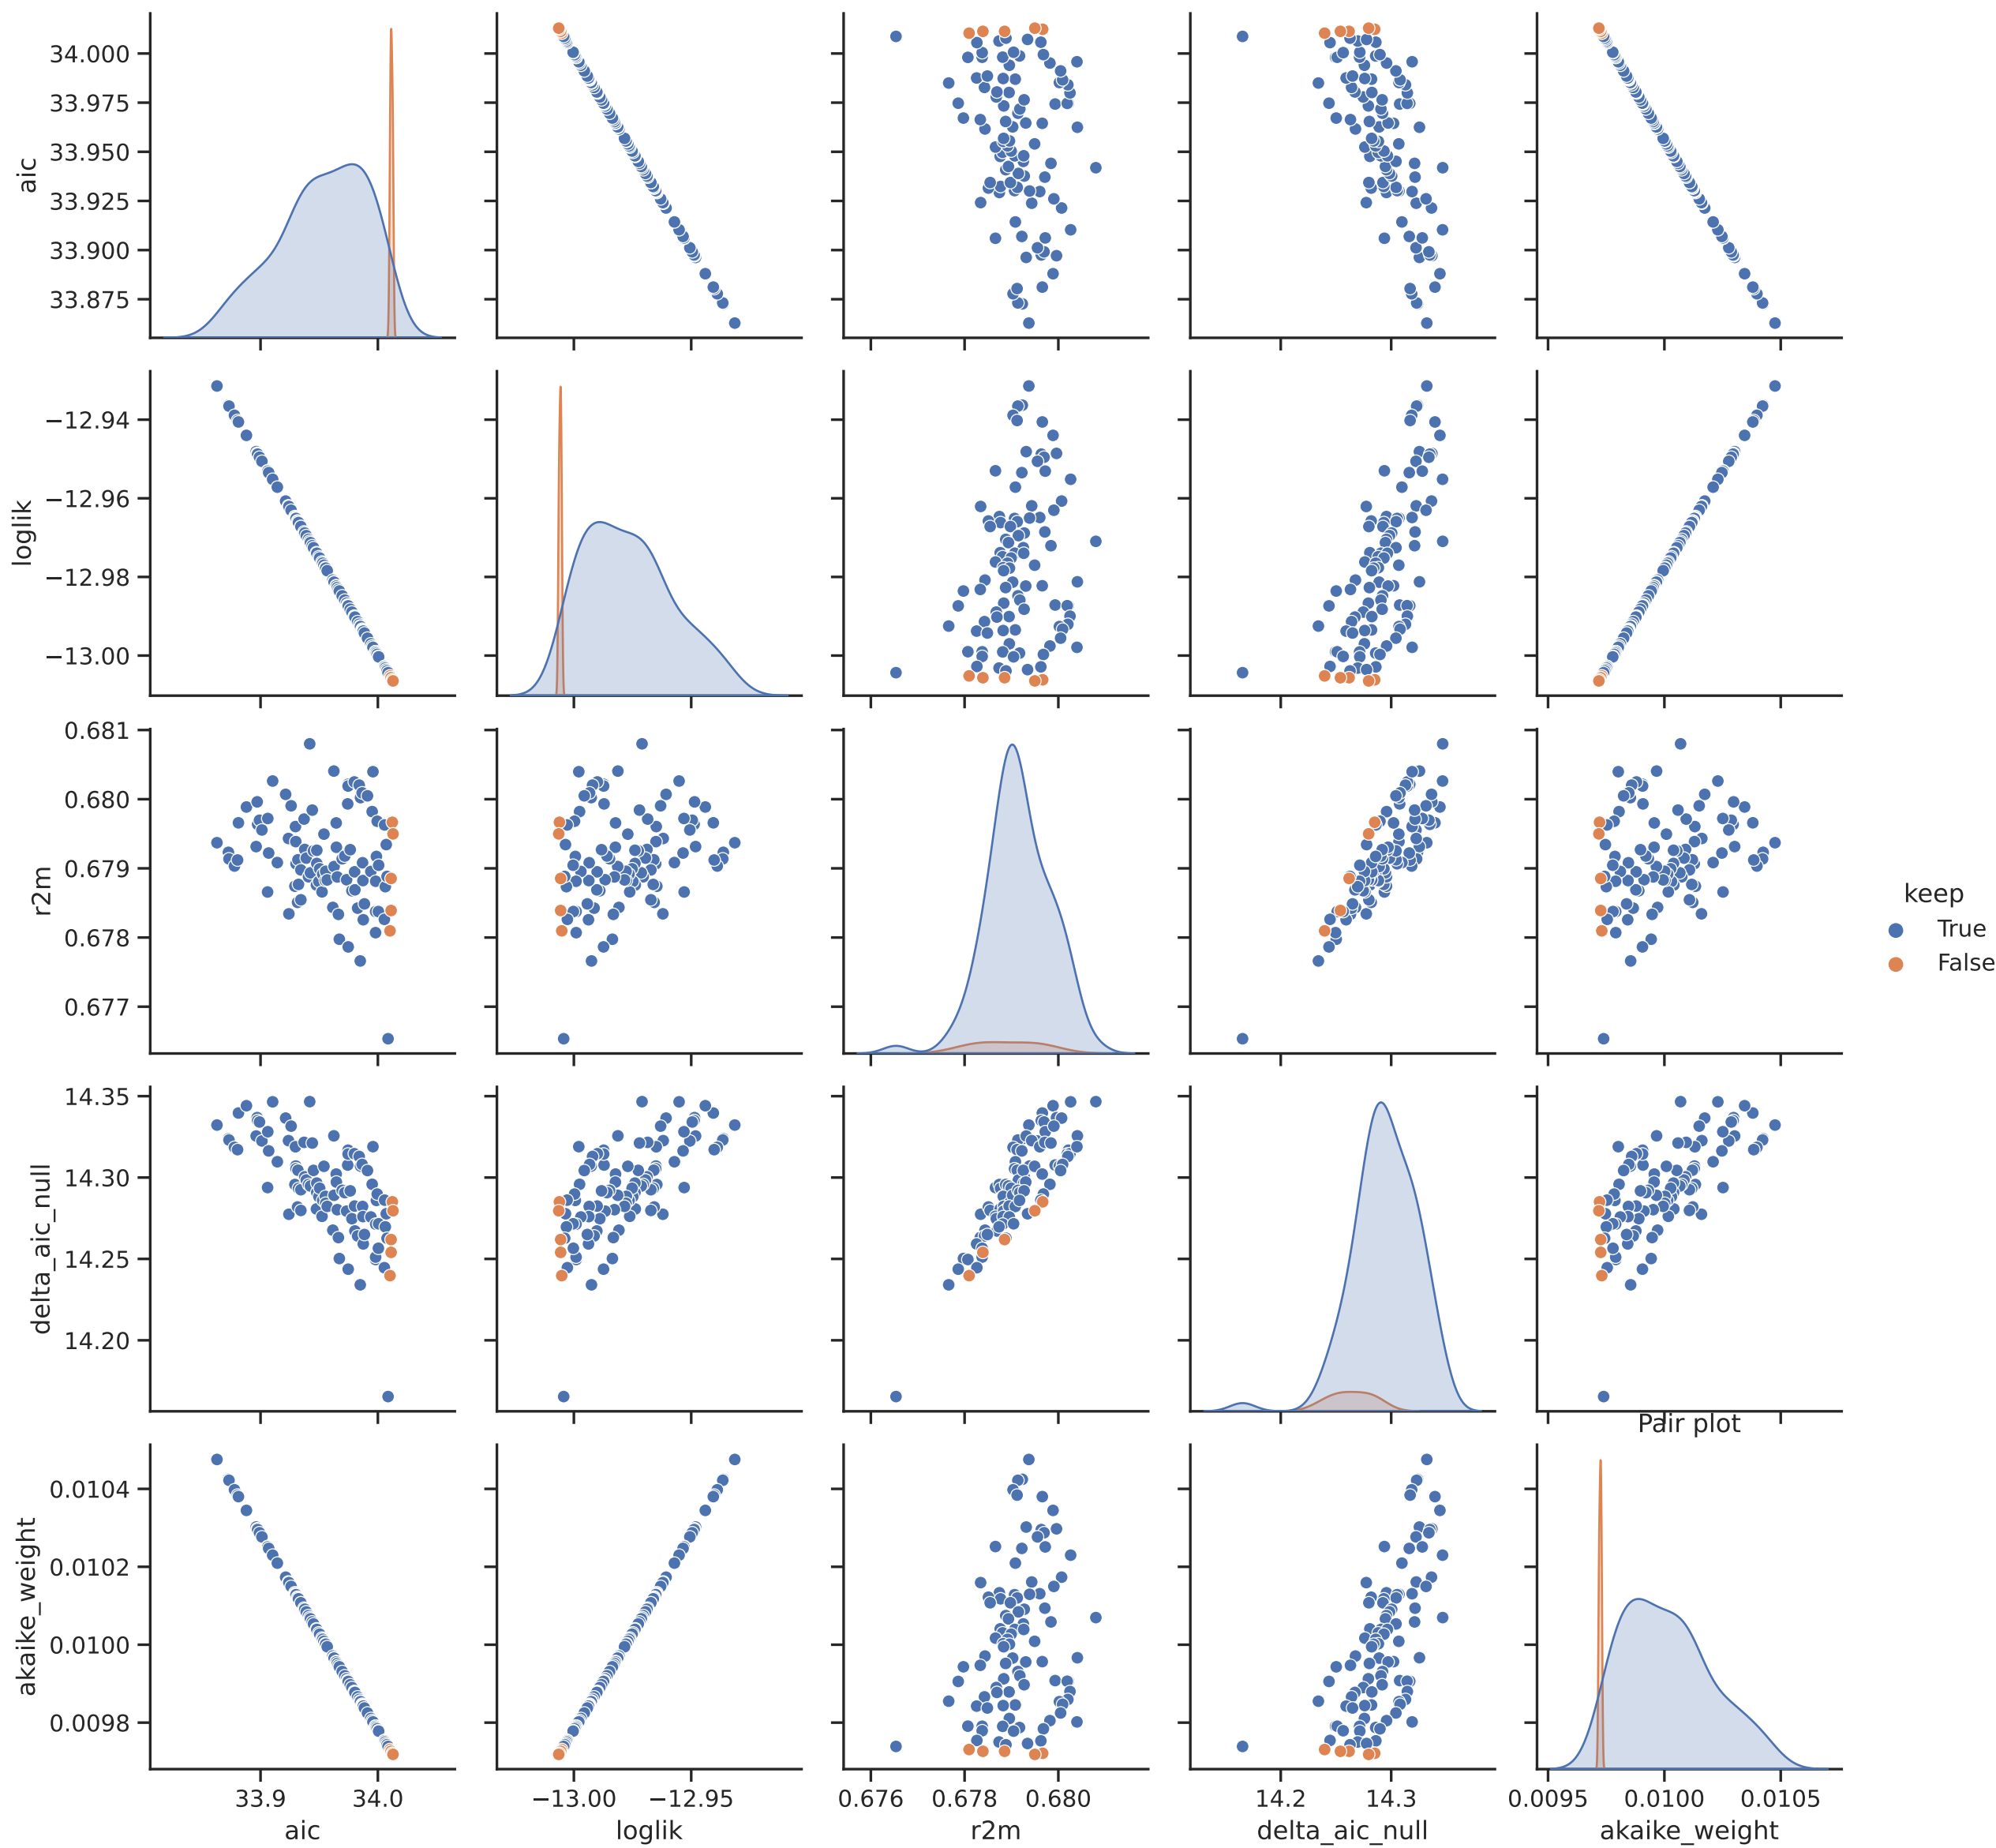 34.000
33.975
33.950
33.925
33.900
33.875
aic
−12.94
−12.96
−12.98
−13.00
loglik
0.681
0.680
0.679
0.678
0.677
r2m
keep
True
False
14.35
14.30
14.25
14.20
delta_aic_null
Pair plot
0.0104
0.0102
0.0100
0.0098
akaike_weight
33.9 34.0
−13.00 −12.95
0.676 0.678 0.680
14.2 14.3
0.0095 0.0100 0.0105
aic
loglik
r2m
delta_aic_null
akaike_weight